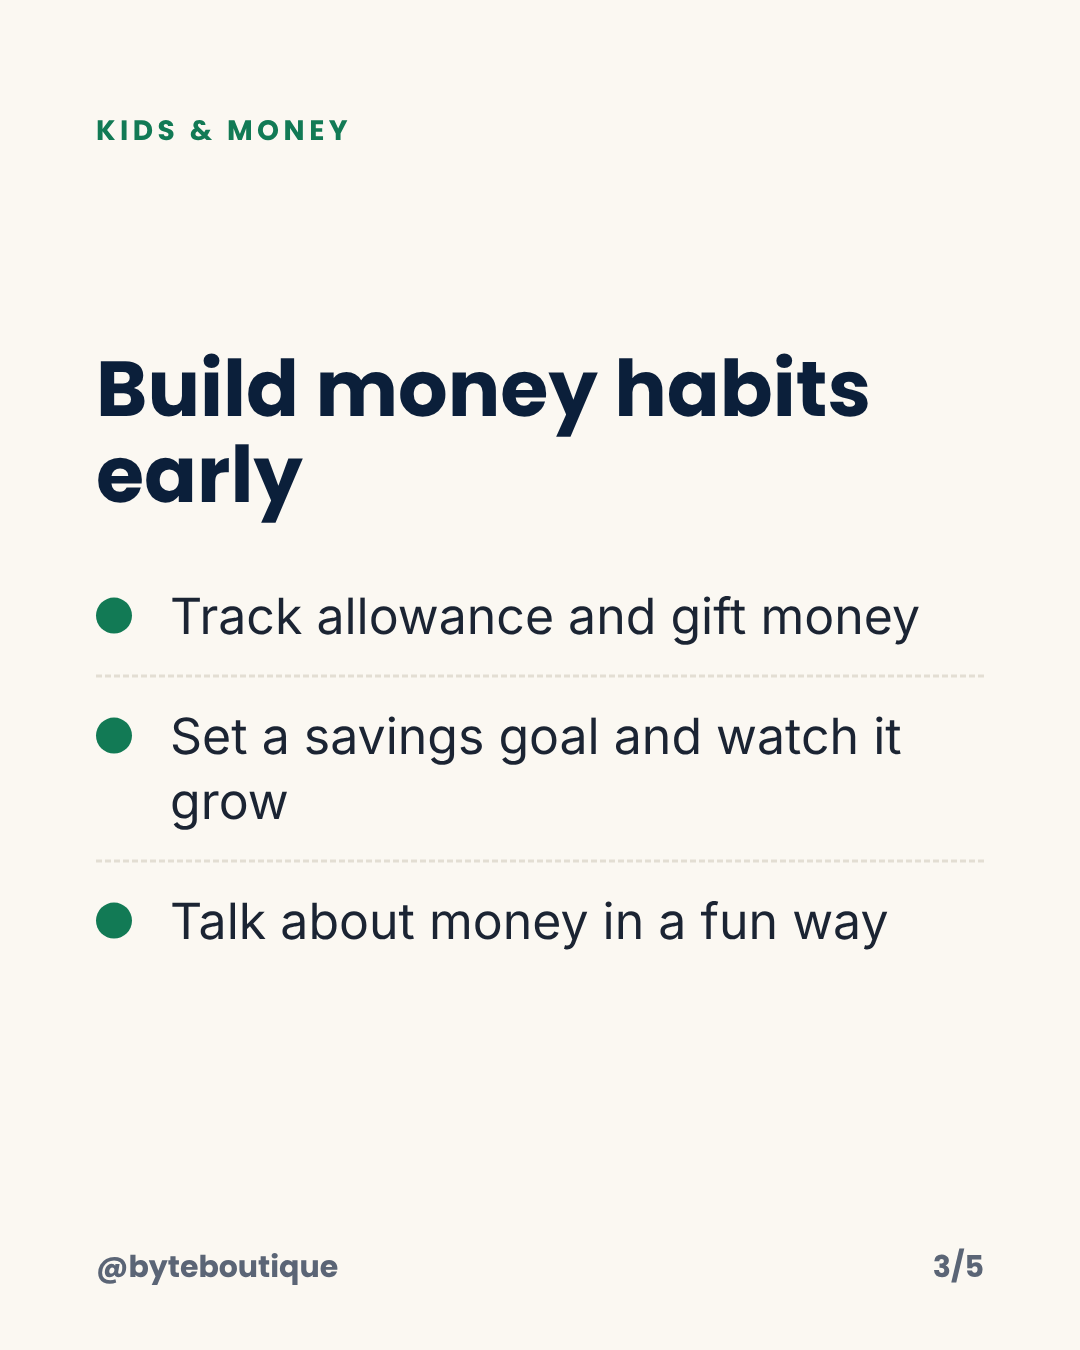 KIDS & MONEY
Build money habits
early
Track allowance and gift money
Set a savings goal and watch it
grow
Talk about money in a fun way
@byteboutique
3/5